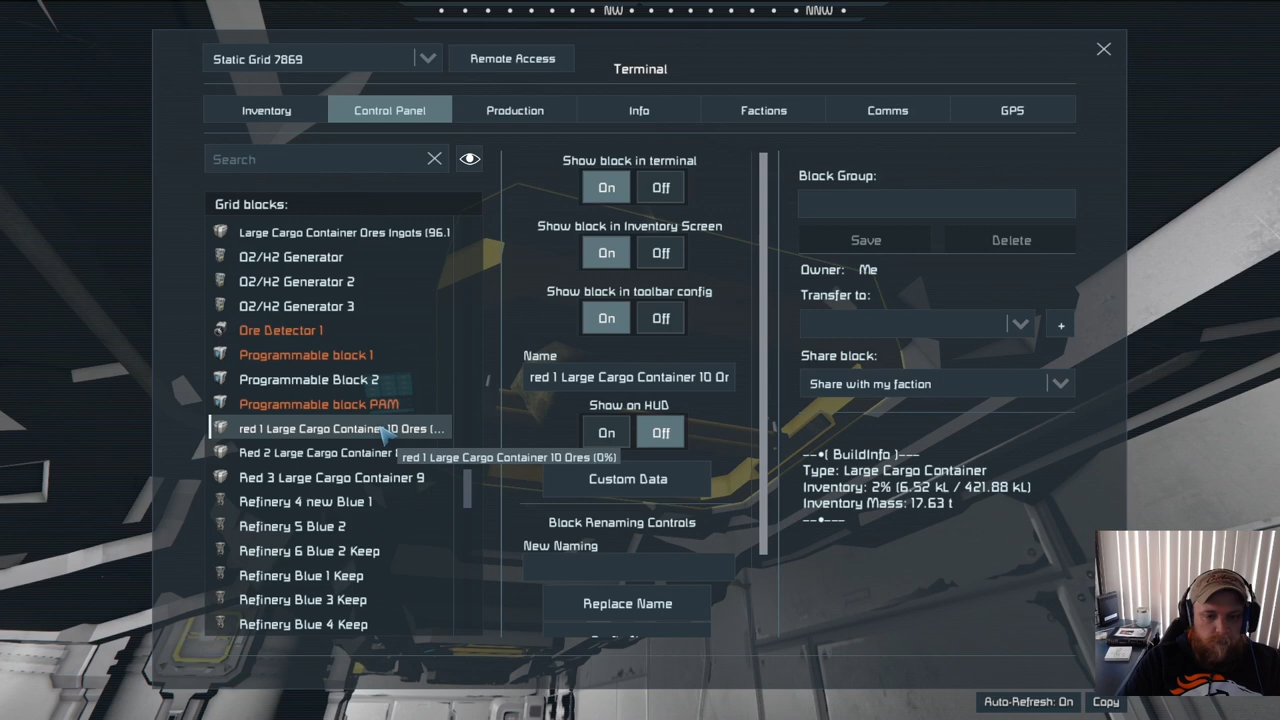 NW NNW
Static Grid 7869 Remote Access
Terminal
Inventory Control Panel Production Info Factions Comms GPS
Search
Grid blocks:
Large Cargo Container Ores Ingots (96.1
O2/H2 Generator
O2/H2 Generator 2
O2/H2 Generator 3
Ore Detector 1
Programmable block 1
Programmable Block 2
Programmable block PAM
red 1 Large Cargo Container 10 Ores (...
Red 2 Large Cargo Container
red 1 Large Cargo Container 10 Ores (0%)
Red 3 Large Cargo Container 9
Refinery 4 new Blue 1
Refinery 5 Blue 2
Refinery 6 Blue 2 Keep
Refinery Blue 1 Keep
Refinery Blue 3 Keep
Refinery Blue 4 Keep
Show block in terminal
On Off
Show block in Inventory Screen
On Off
Show block in toolbar config
On Off
Name
red 1 Large Cargo Container 10 Or
Show on HUD
On Off
Custom Data
Block Renaming Controls
New Naming
Replace Name
Block Group:
Save Delete
Owner: Me
Transfer to:
+
Share block:
Share with my faction
--•( BuildInfo )--
Type: Large Cargo Container
Inventory: 2% (6.52 kL / 421.88 kL)
Inventory Mass: 17.63 t
--•---
Auto-Refresh: On Copy